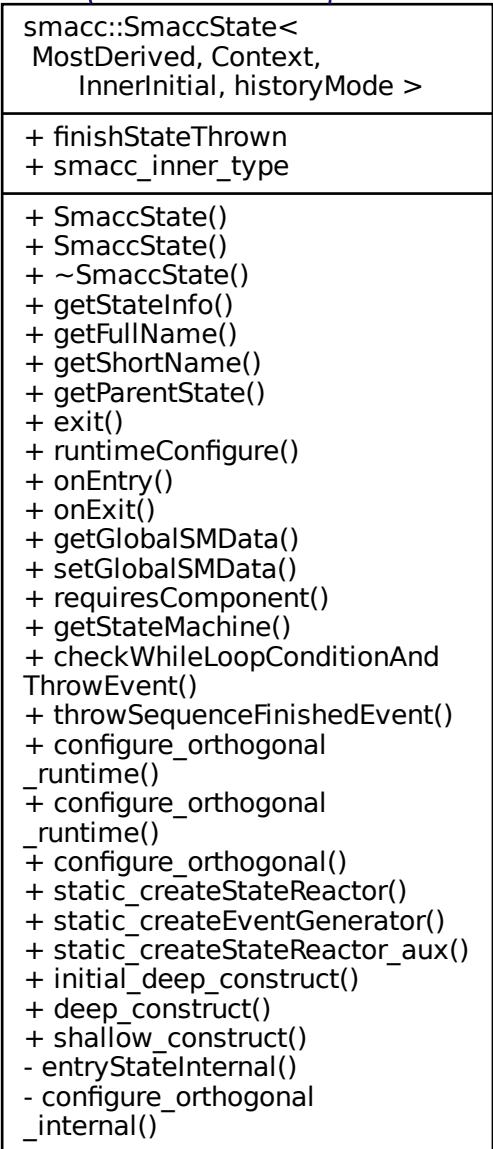 smacc::SmaccState<
MostDerived, Context,
InnerInitial, historyMode >
+ finishStateThrown
+ smacc_inner_type
+ SmaccState()
+ SmaccState()
+ ~SmaccState()
+ getStateInfo()
+ getFullName()
+ getShortName()
+ getParentState()
+ exit()
+ runtimeConfigure()
+ onEntry()
+ onExit()
+ getGlobalSMData()
+ setGlobalSMData()
+ requiresComponent()
+ getStateMachine()
+ checkWhileLoopConditionAnd
ThrowEvent()
+ throwSequenceFinishedEvent()
+ configure_orthogonal
_runtime()
+ configure_orthogonal
_runtime()
+ configure_orthogonal()
+ static_createStateReactor()
+ static_createEventGenerator()
+ static_createStateReactor_aux()
+ initial_deep_construct()
+ deep_construct()
+ shallow_construct()
- entryStateInternal()
- configure_orthogonal
_internal()